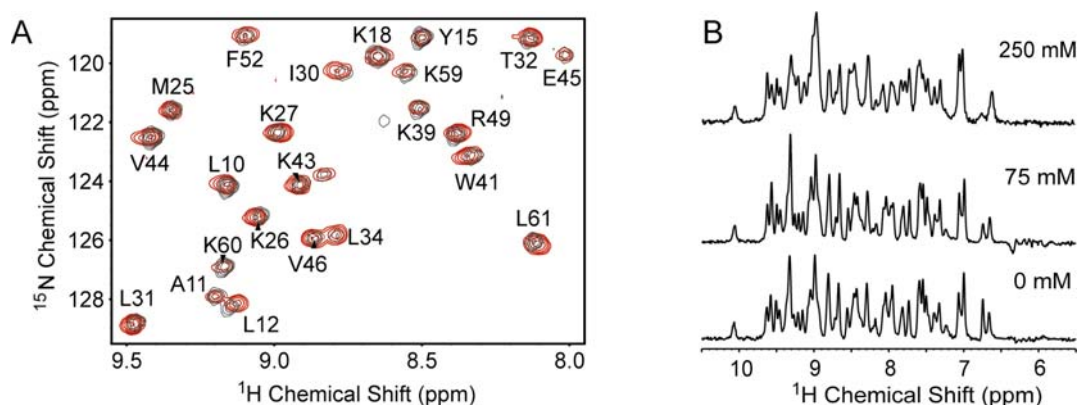 A
F52
K18
Y15
T32
E45
I30
K59
M25
K27
K39
R49
V44
L10
K43
W41
K60
K26
V46
L34
L61
A11
L31
L12
120
122
124
126
128
¹⁵N Chemical Shift (ppm)
9.5 9.0 8.5 8.0
¹H Chemical Shift (ppm)
B
250 mM
75 mM
0 mM
10 9 8 7 6
¹H Chemical Shift (ppm)